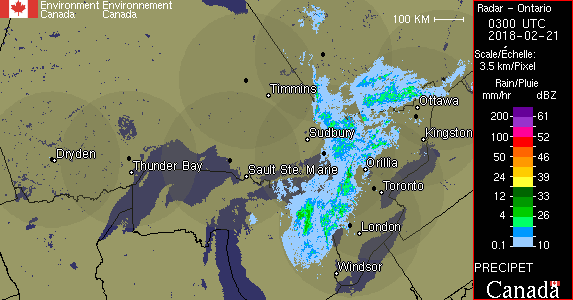 Environment Environnement
Canada Canada
100 KM
Timmins
Ottawa
Sudbury
Kingston
Dryden
Thunder Bay
Sault Ste. Marie
Orillia
Toronto
London
Windsor
Radar - Ontario
0300 UTC
2018-02-21
Scale/Échelle:
3.5 km/Pixel
Rain/Pluie
mm/hr dBZ
200 61
100 52
50 46
24 39
12 33
4 26
0.1 10
PRECIPET
Canada